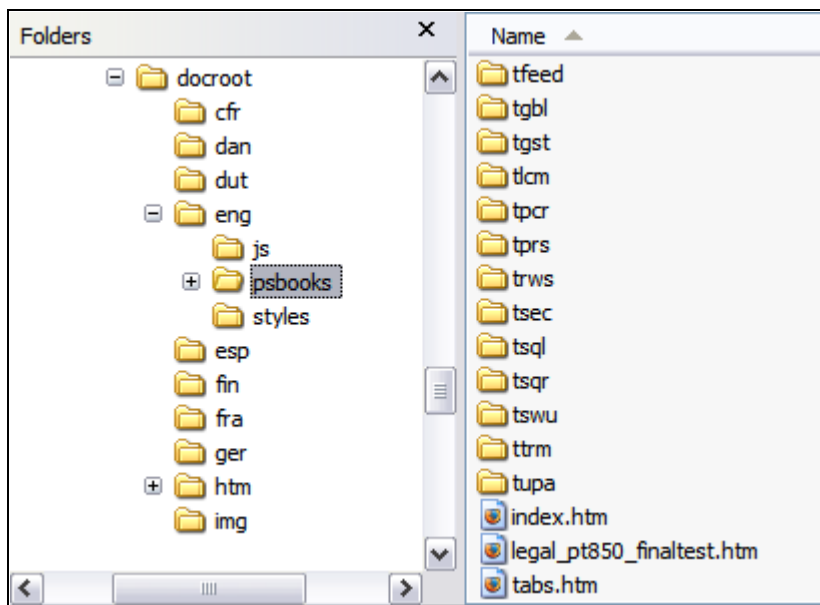 Folders
docroot
cfr
dan
dut
eng
js
psbooks
styles
esp
fin
fra
ger
htm
img
Name
tfeed
tgbl
tgst
tlcm
tpcr
tprs
trws
tsec
tsql
tsqr
tswu
ttrm
tupa
index.htm
legal_pt850_finaltest.htm
tabs.htm